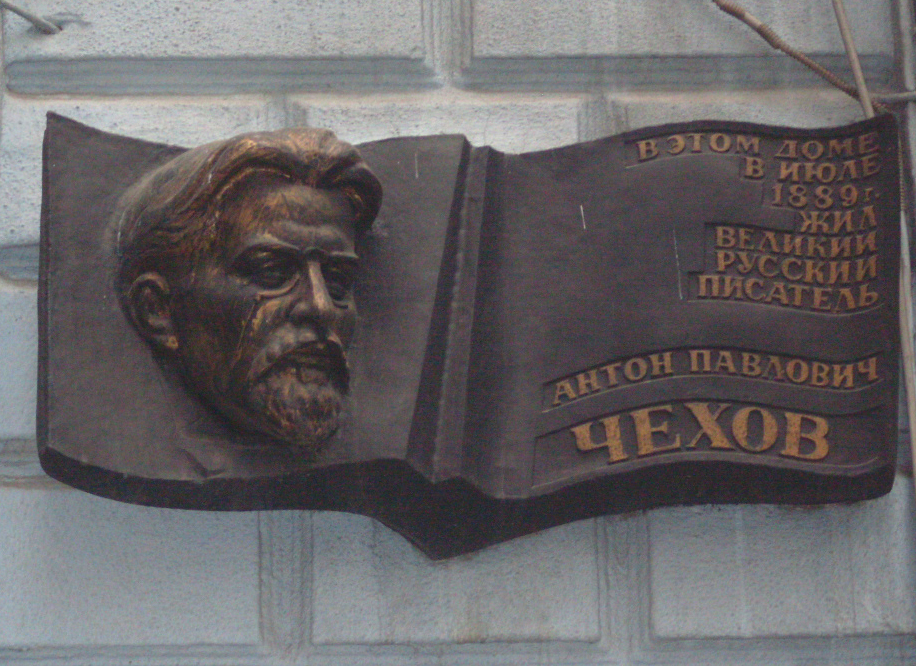 В ЭТОМ ДОМЕ
В ИЮЛЕ
1889 г.
ЖИЛ
ВЕЛИКИЙ
РУССКИЙ
ПИСАТЕЛЬ
АНТОН ПАВЛОВИЧ
ЧЕХОВ